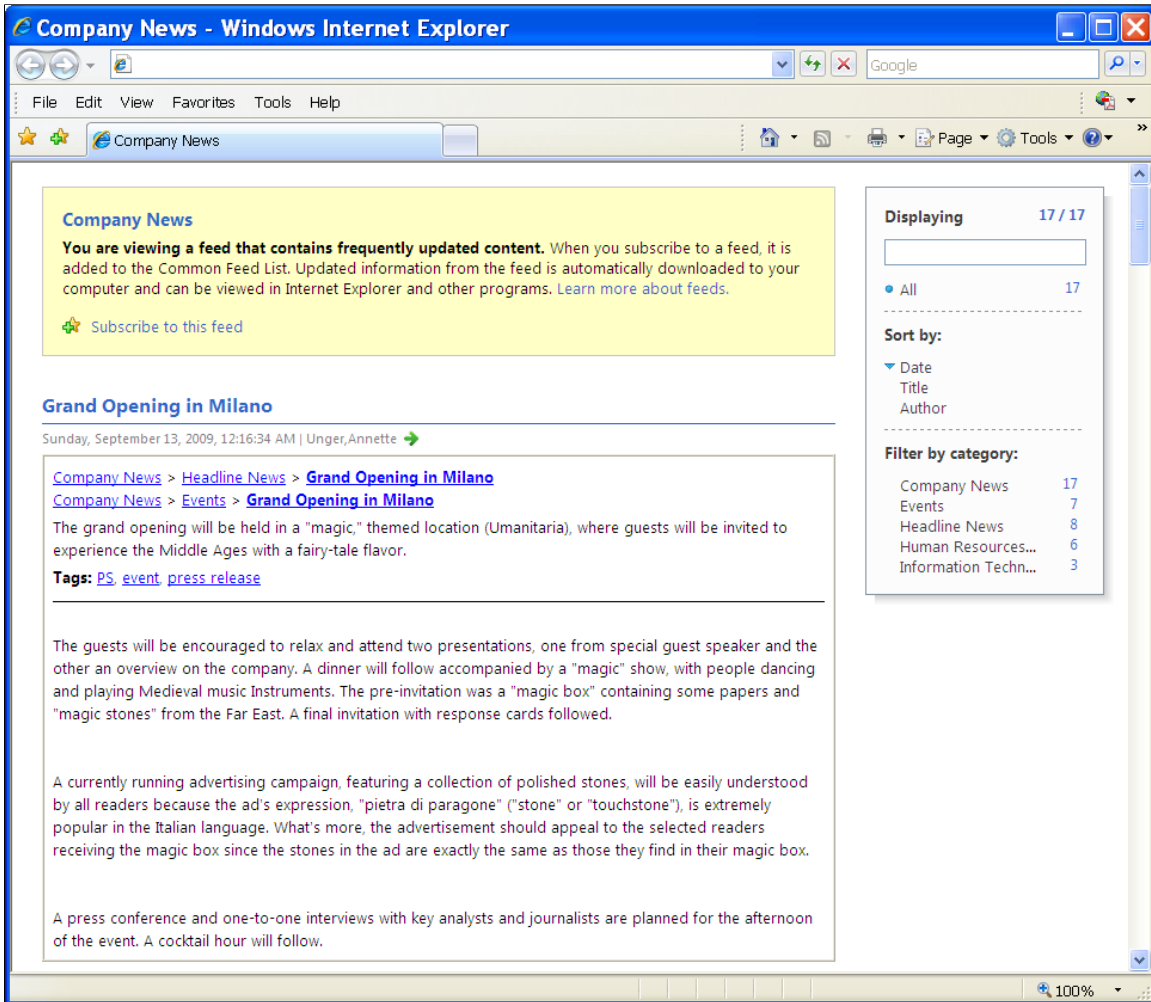 Company News - Windows Internet Explorer
Google
File Edit View Favorites Tools Help
Company News
Page Tools »
Company News
You are viewing a feed that contains frequently updated content. When you subscribe to a feed, it is
added to the Common Feed List. Updated information from the feed is automatically downloaded to your
computer and can be viewed in Internet Explorer and other programs. Learn more about feeds.
Subscribe to this feed
Grand Opening in Milano
Sunday, September 13, 2009, 12:16:34 AM | Unger,Annette
Company News > Headline News > Grand Opening in Milano
Company News > Events > Grand Opening in Milano
The grand opening will be held in a "magic," themed location (Umanitaria), where guests will be invited to
experience the Middle Ages with a fairy-tale flavor.
Tags: PS, event, press release
The guests will be encouraged to relax and attend two presentations, one from special guest speaker and the
other an overview on the company. A dinner will follow accompanied by a "magic" show, with people dancing
and playing Medieval music Instruments. The pre-invitation was a "magic box" containing some papers and
"magic stones" from the Far East. A final invitation with response cards followed.
A currently running advertising campaign, featuring a collection of polished stones, will be easily understood
by all readers because the ad's expression, "pietra di paragone" ("stone" or "touchstone"), is extremely
popular in the Italian language. What's more, the advertisement should appeal to the selected readers
receiving the magic box since the stones in the ad are exactly the same as those they find in their magic box.
A press conference and one-to-one interviews with key analysts and journalists are planned for the afternoon
of the event. A cocktail hour will follow.
Displaying 17 / 17
All 17
Sort by:
Date
Title
Author
Filter by category:
Company News 17
Events 7
Headline News 8
Human Resources... 6
Information Techn... 3
100%